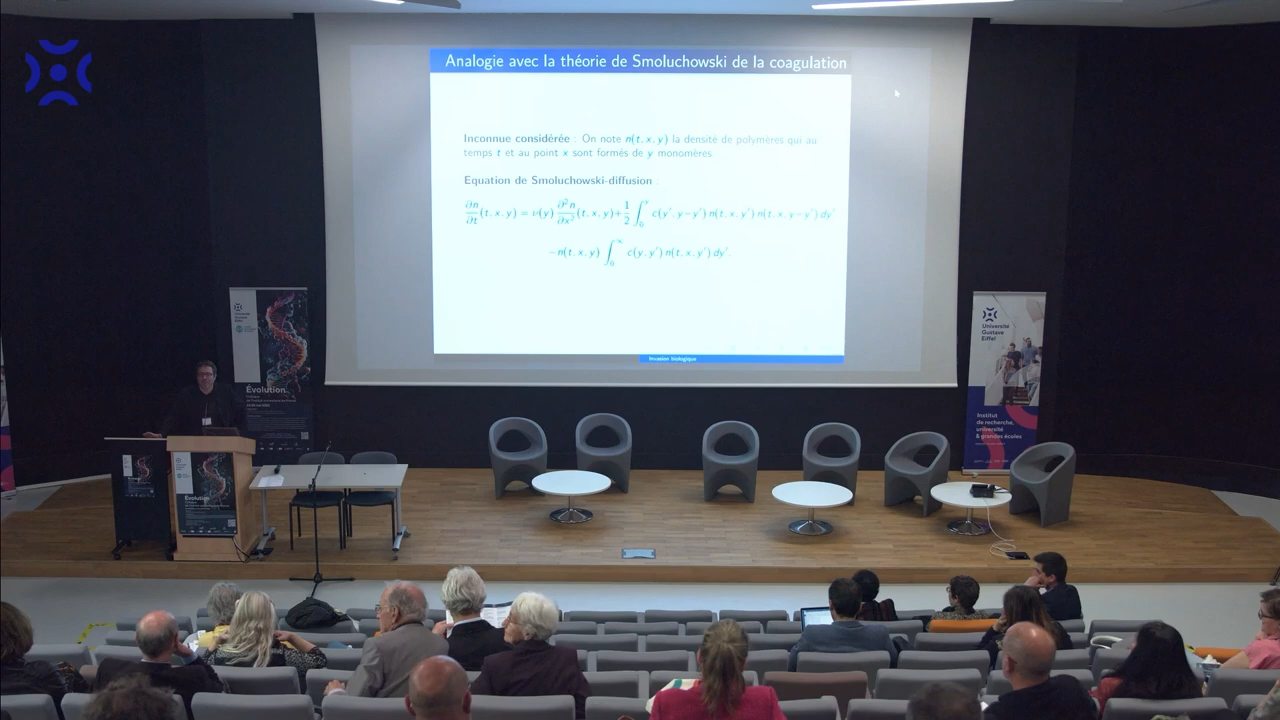 Analogie avec la théorie de Smoluchowski de la coagulation
Inconnue considérée : On note n(t, x, y) la densité de polymères qui au
temps t et au point x sont formés de y monomères.
Equation de Smoluchowski-diffusion :
∂n/∂t (t, x, y) = ν(y) ∂²n/∂x² (t, x, y) + 1/2 ∫₀^y c(y′, y−y′) n(t, x, y′) n(t, x, y−y′) dy′
−n(t, x, y) ∫₀^∞ c(y, y′) n(t, x, y′) dy′.
Invasion biologique
Évolution
Université
Gustave
Eiffel
Institut
de recherche,
université
& grandes écoles
Évolution